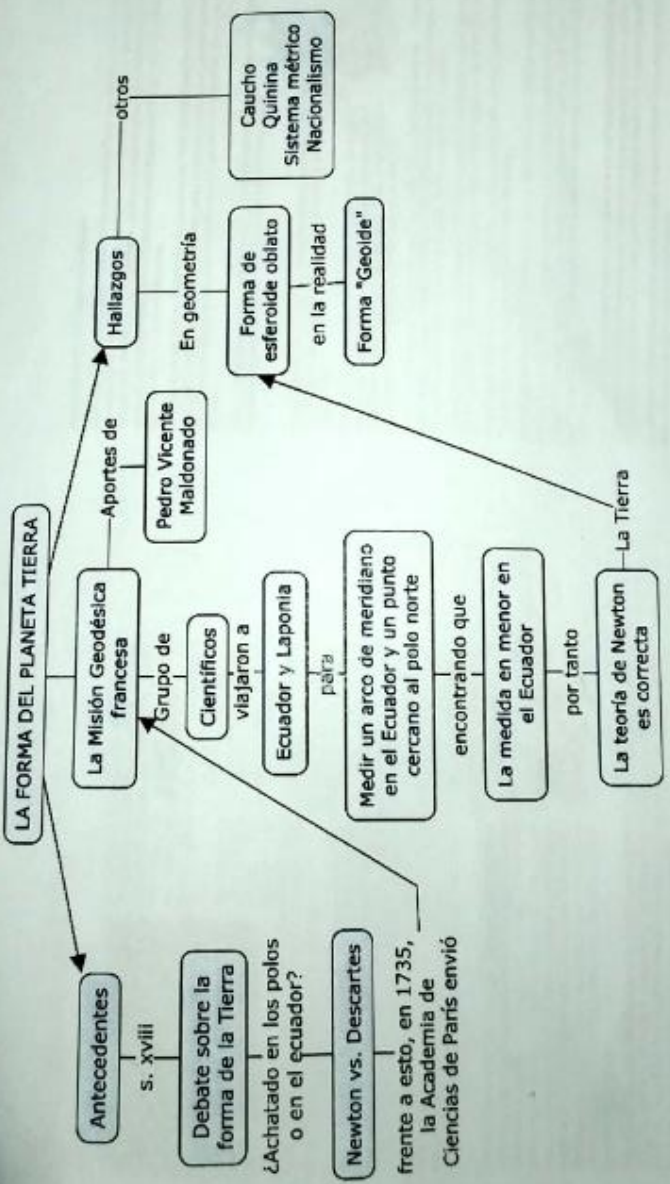 LA FORMA DEL PLANETA TIERRA
Antecedentes
s. xviii
Debate sobre la
forma de la Tierra
¿Achatado en los polos
o en el ecuador?
Newton vs. Descartes
frente a esto, en 1735,
la Academia de
Ciencias de París envió
La Misión Geodésica
francesa
Aportes de
Pedro Vicente
Maldonado
Grupo de
Científicos
viajaron a
Ecuador y Laponia
para
Medir un arco de meridiano
en el Ecuador y un punto
cercano al polo norte
encontrando que
La medida en menor en
el Ecuador
por tanto
La teoría de Newton
es correcta
La Tierra
Hallazgos
En geometría
Forma de
esferoide oblato
en la realidad
Forma "Geoide"
otros
Caucho
Quinina
Sistema métrico
Nacionalismo